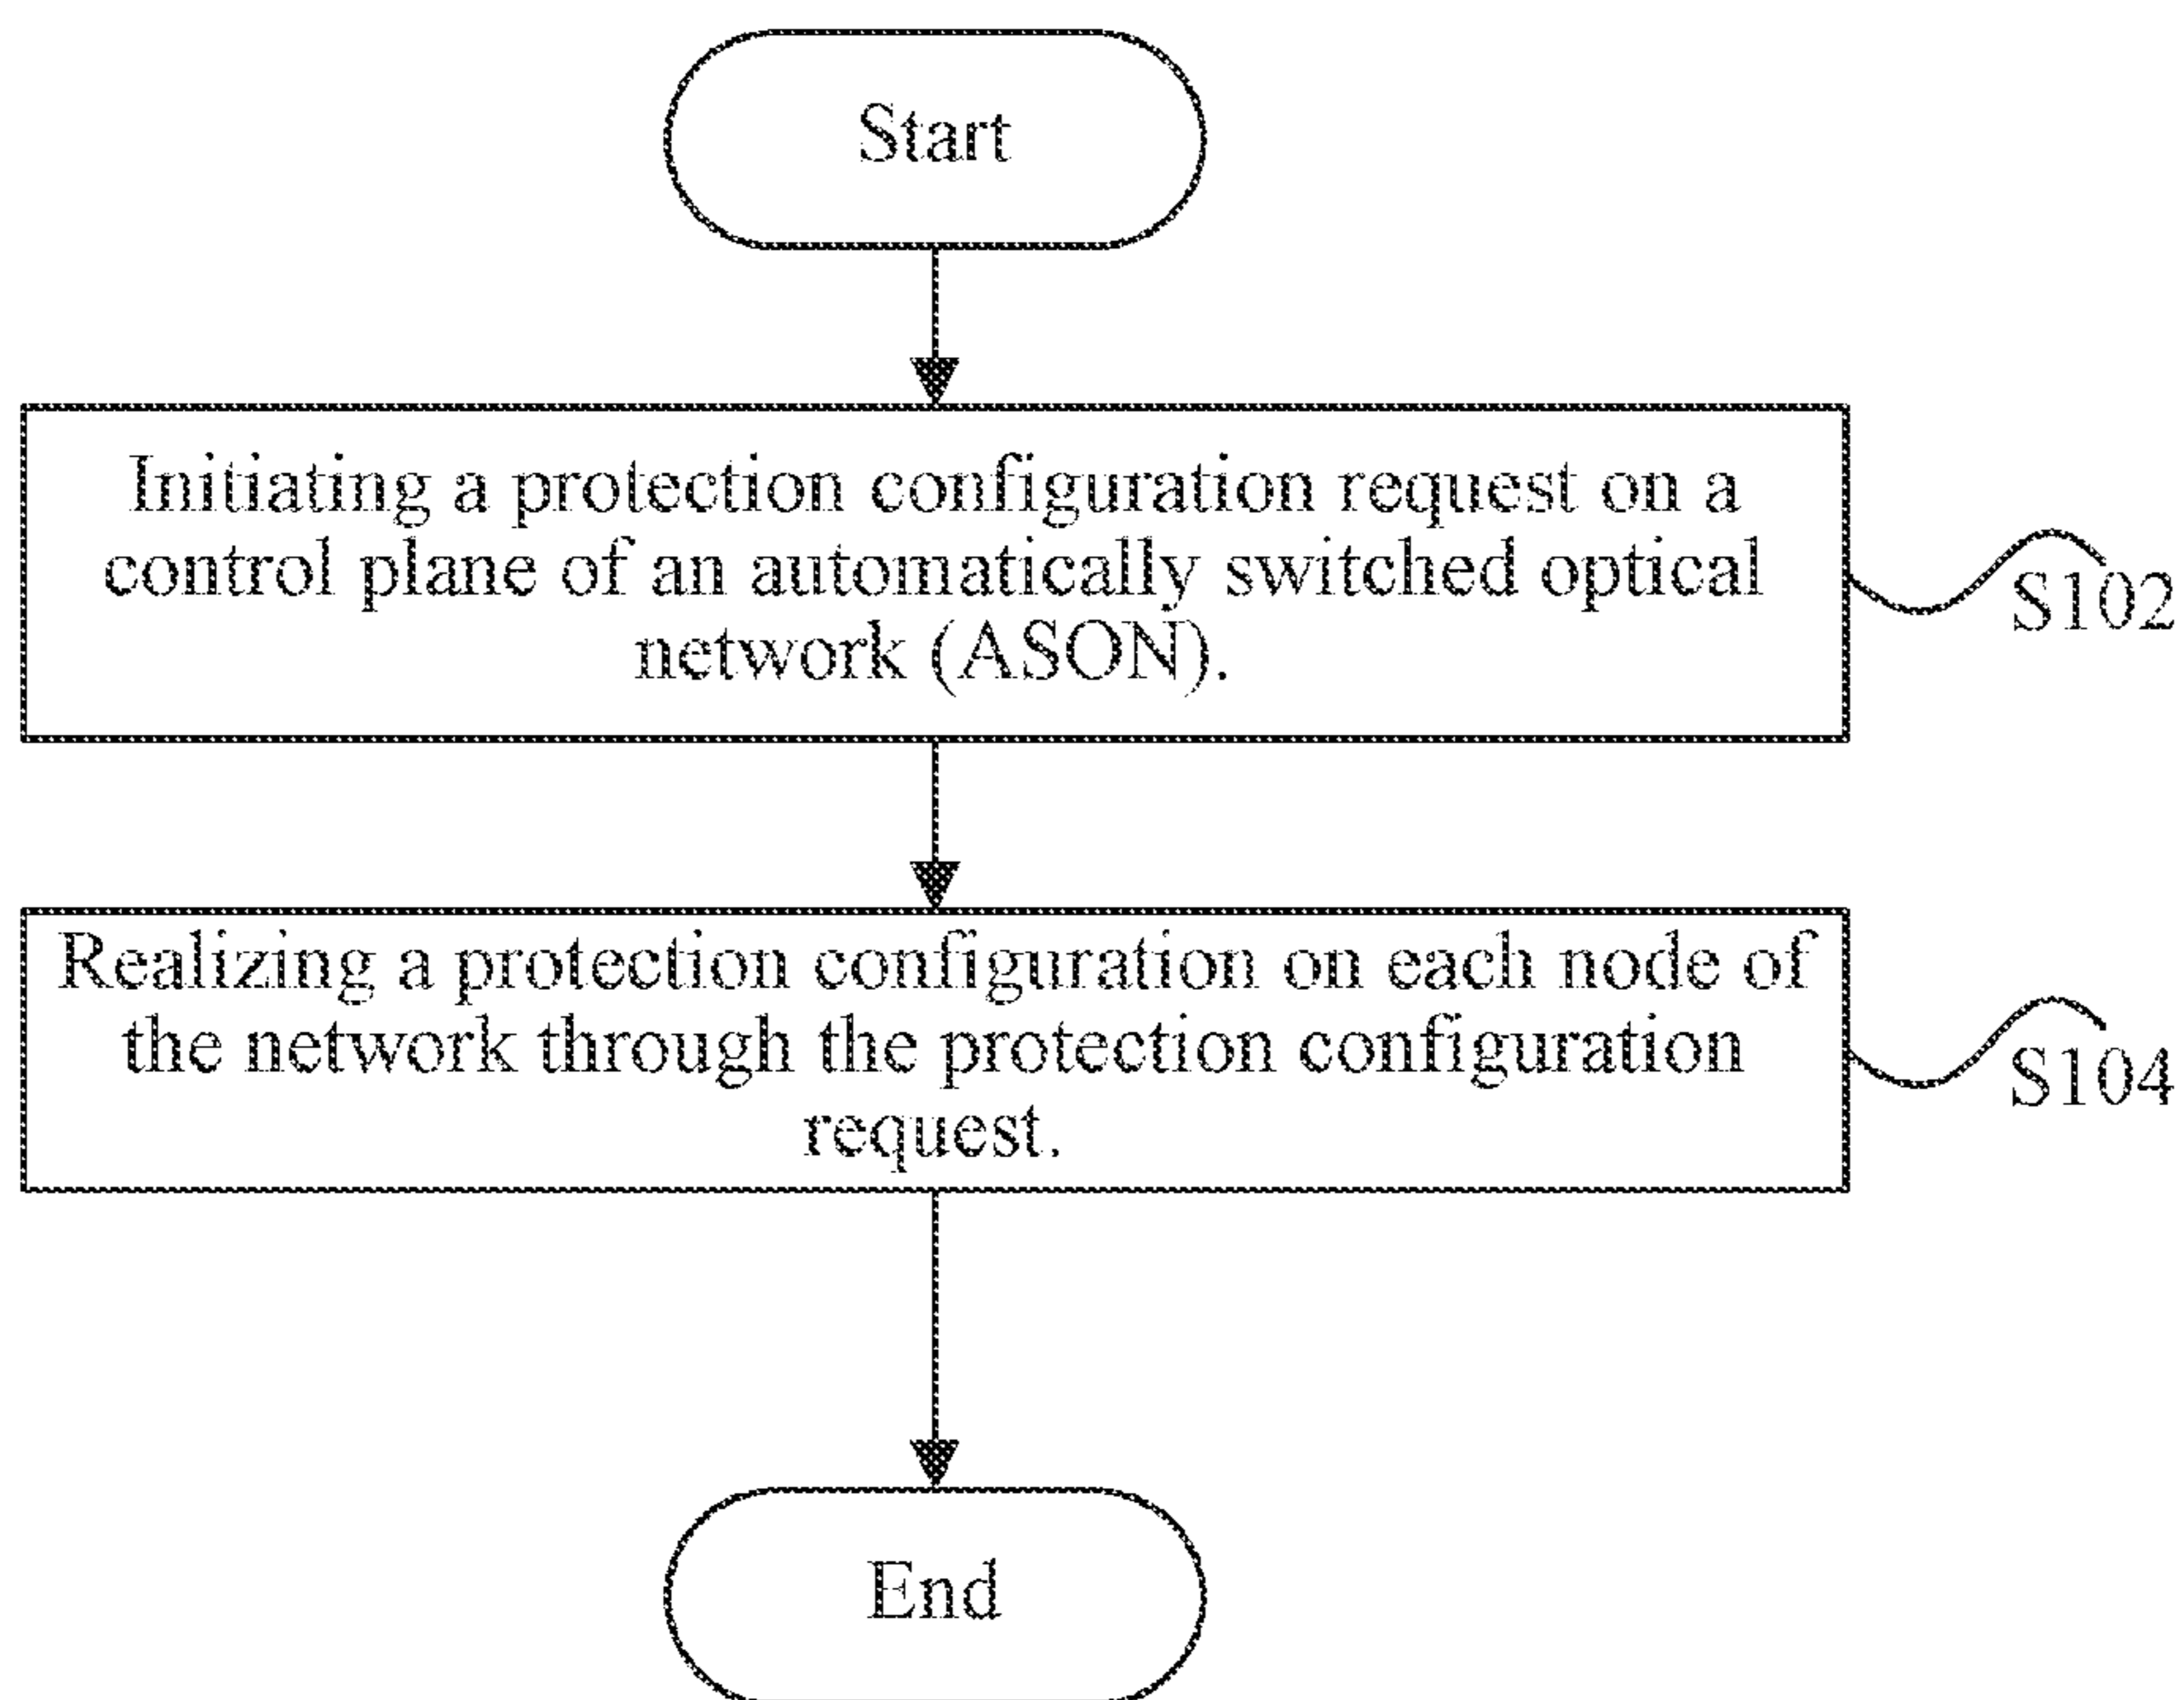 Start
Initiating a protection configuration request on a
control plane of an automatically switched optical
network (ASON).
S102
Realizing a protection configuration on each node of
the network through the protection configuration
request.
S104
End